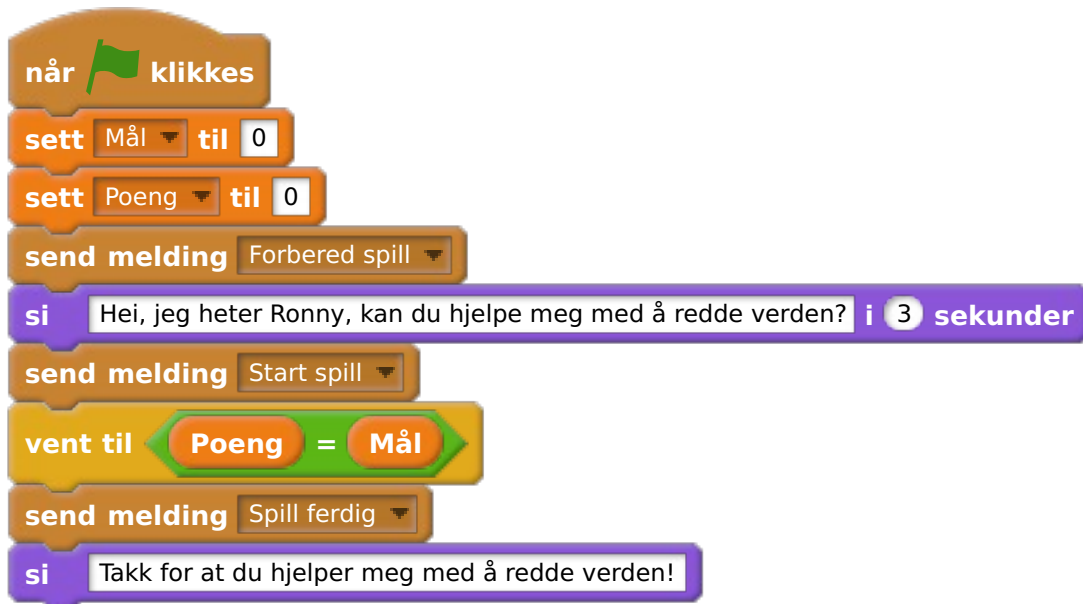 når klikkes
sett Mål til 0
sett Poeng til 0
send melding Forbered spill
si Hei, jeg heter Ronny, kan du hjelpe meg med å redde verden? i 3 sekunder
send melding Start spill
vent til Poeng = Mål
send melding Spill ferdig
si Takk for at du hjelper meg med å redde verden!